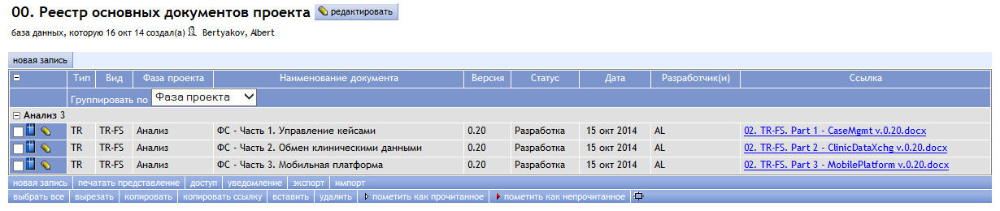 00. Реестр основных документов проекта редактировать
база данных, которую 16 окт 14 создал(а) Bertyakov, Albert
новая запись
Тип Вид Фаза проекта Наименование документа Версия Статус Дата Разработчик(и) Ссылка
Группировать по Фаза проекта
Анализ 3
TR TR-FS Анализ ФС - Часть 1. Управление кейсами 0.20 Разработка 15 окт 2014 AL 02. TR-FS. Part 1 - CaseMgmt v.0.20.docx
TR TR-FS Анализ ФС - Часть 2. Обмен клиническими данными 0.20 Разработка 15 окт 2014 AL 02. TR-FS. Part 2 - ClinicDataXchg v.0.20.docx
TR TR-FS Анализ ФС - Часть 3. Мобильная платформа 0.20 Разработка 15 окт 2014 AL 02. TR-FS. Part 3 - MobilePlatform v.0.20.docx
новая запись печатать представление доступ уведомление экспорт импорт
выбрать все вырезать копировать копировать ссылку вставить удалить пометить как прочитанное пометить как непрочитанное